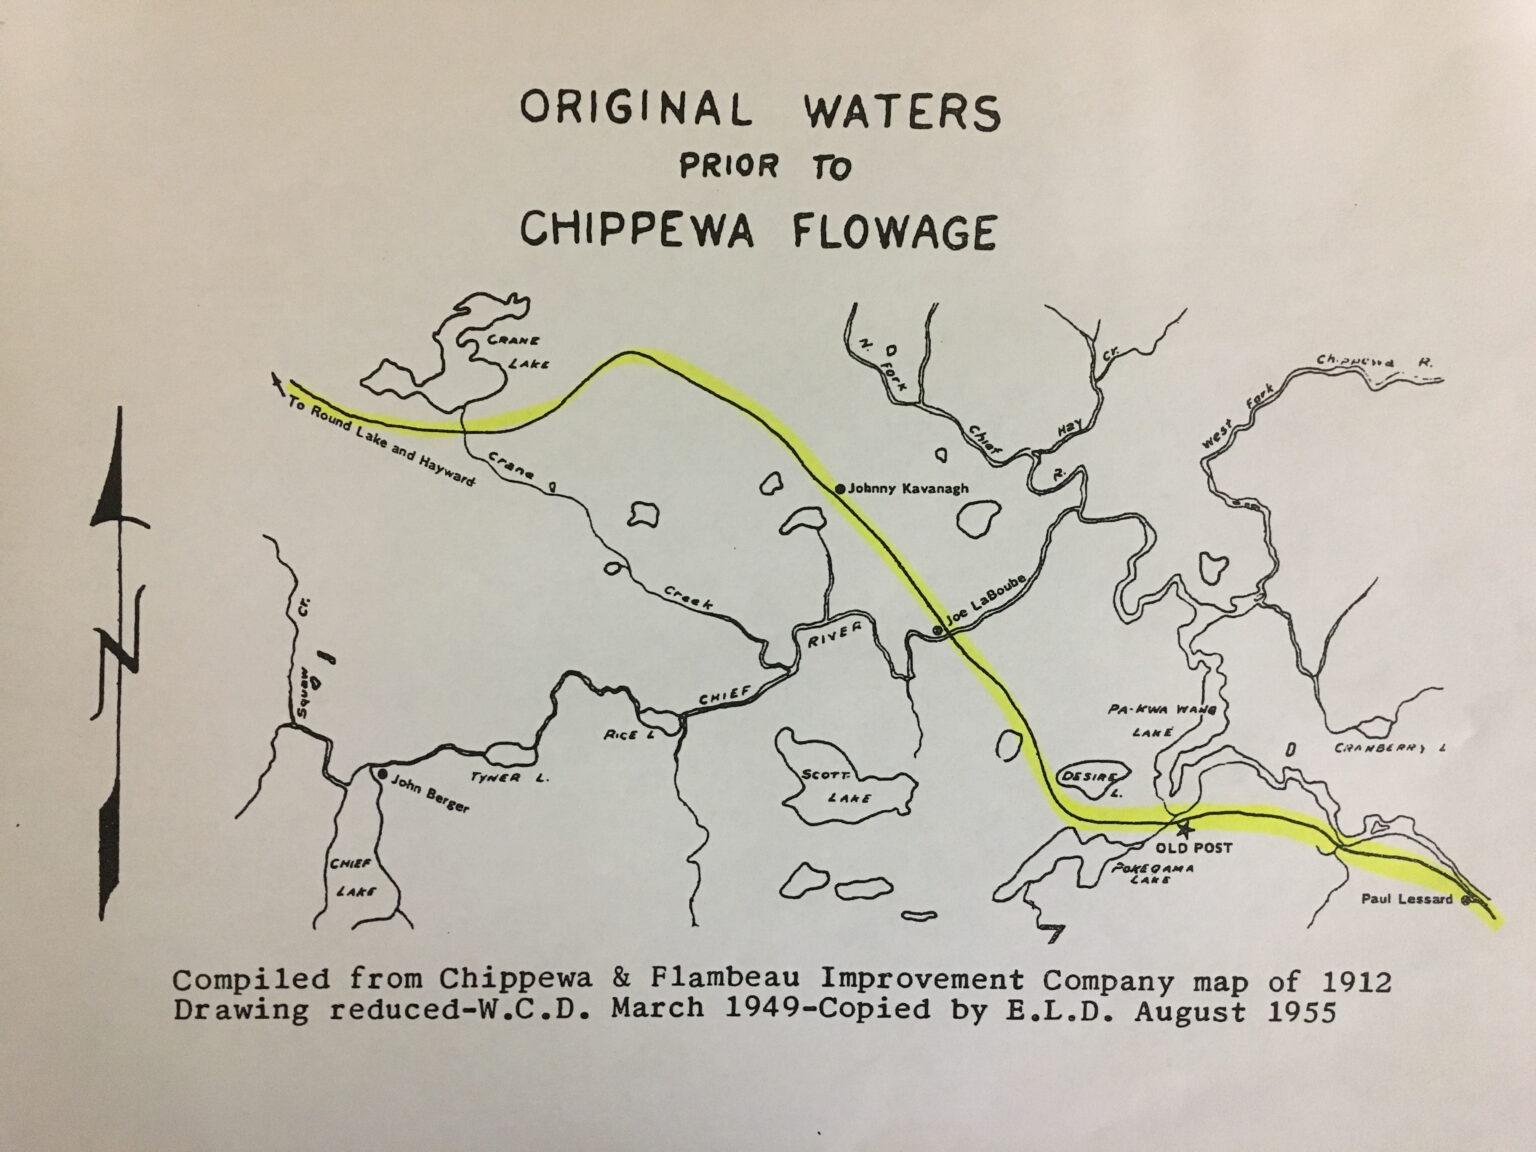 ORIGINAL WATERS
PRIOR TO
CHIPPEWA FLOWAGE
CRANE
LAKE
To Round Lake and Hayward
Crane
Creek
N. FORK
Chief
R.
Hay
Cr.
West Fork
Chippewa R.
Johnny Kavanagh
Joe LaBoube
RIVER
CHIEF
Squaw
Cr.
RICE L
TYNER L.
John Berger
CHIEF
LAKE
SCOTT
LAKE
DESIRE
L.
PA-KWA WANG
LAKE
CRANBERRY L
OLD POST
POKEGAMA
LAKE
Paul Lessard
N
Compiled from Chippewa & Flambeau Improvement Company map of 1912
Drawing reduced-W.C.D. March 1949-Copied by E.L.D. August 1955